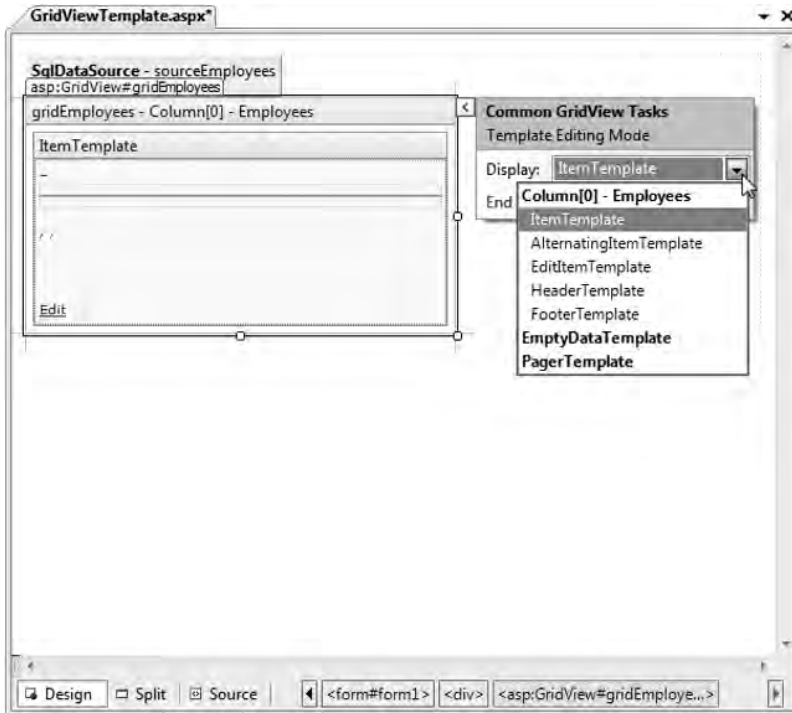 GridViewTemplate.aspx*
SqlDataSource - sourceEmployees
asp:GridView#gridEmployees
gridEmployees - Column[0] - Employees
ItemTemplate
Edit
Common GridView Tasks
Template Editing Mode
Display: ItemTemplate
End
Column[0] - Employees
ItemTemplate
AlternatingItemTemplate
EditItemTemplate
HeaderTemplate
FooterTemplate
EmptyDataTemplate
PagerTemplate
Design Split Source <form#form1> <div> <asp:GridView#gridEmploye...>